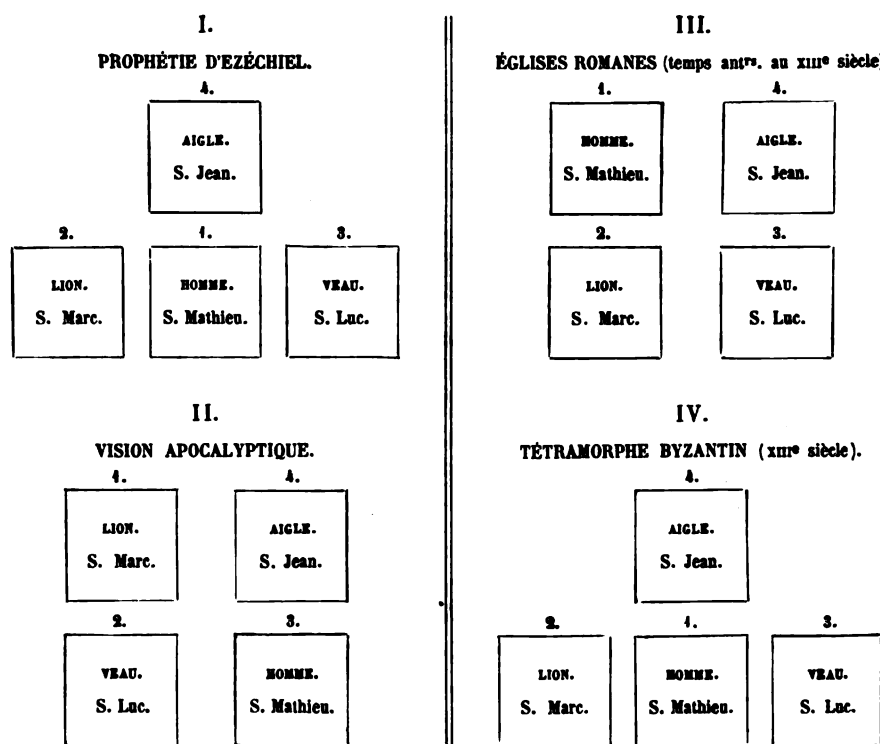 I.
PROPHÉTIE D'EZÉCHIEL.
4.
AIGLE.
S. Jean.
2. 1. 3.
LION. HOMME. VEAU.
S. Marc. S. Mathieu. S. Luc.
II.
VISION APOCALYPTIQUE.
1. 4.
LION. AIGLE.
S. Marc. S. Jean.
2. 3.
VEAU. HOMME.
S. Luc. S. Mathieu.
III.
ÉGLISES ROMANES (temps antrs. au XIIIe siècle)
1. 4.
HOMME. AIGLE.
S. Mathieu. S. Jean.
2. 3.
LION. VEAU.
S. Marc. S. Luc.
IV.
TÉTRAMORPHE BYZANTIN (XIIIe siècle).
4.
AIGLE.
S. Jean.
2. 1. 3.
LION. HOMME. VEAU.
S. Marc. S. Mathieu. S. Luc.